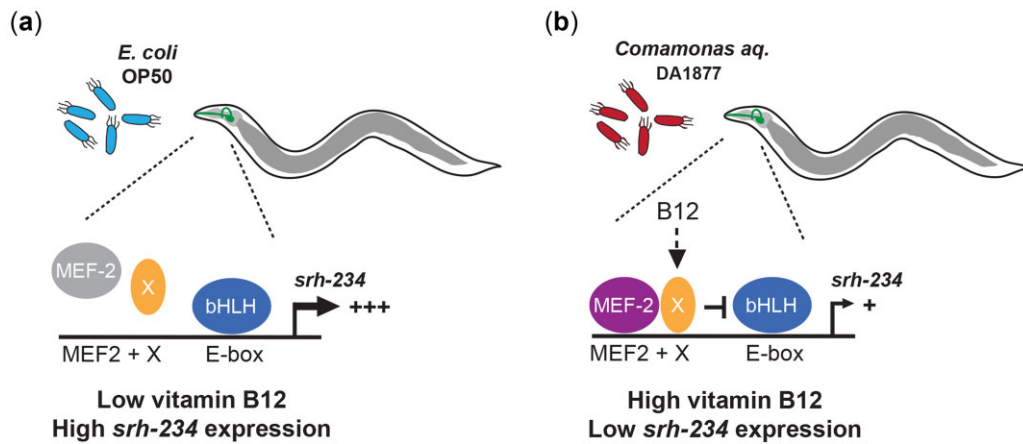 (a)
E. coli
OP50
MEF-2
X
bHLH
srh-234
+++
MEF2 + X
E-box
Low vitamin B12
High srh-234 expression
(b)
Comamonas aq.
DA1877
B12
MEF-2
X
bHLH
srh-234
+
MEF2 + X
E-box
High vitamin B12
Low srh-234 expression